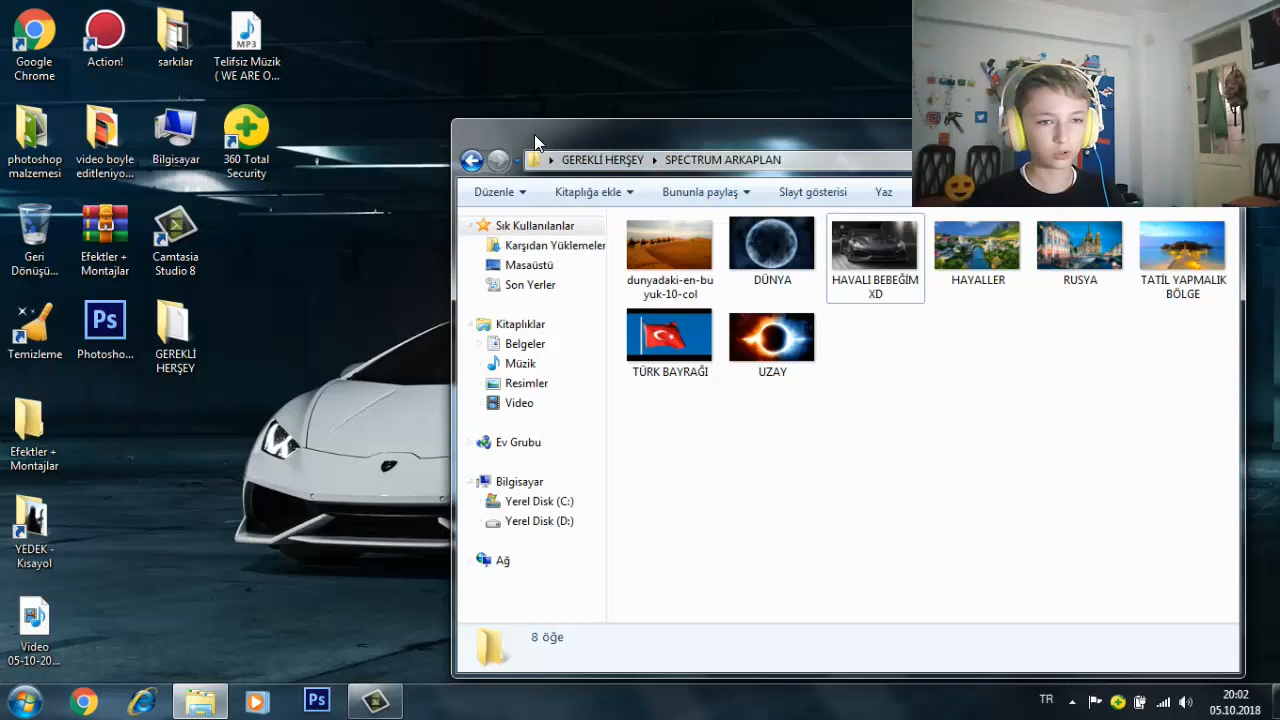 Google
Chrome
Action!
sarkılar
Telifsiz Müzik
( WE ARE O...
photoshop
malzemesi
video boyle
editleniyo...
Bilgisayar
360 Total
Security
Geri
Dönüşü...
Efektler +
Montajlar
Camtasia
Studio 8
Temizleme
Photosho...
GEREKLİ
HERŞEY
Efektler +
Montajlar
YEDEK -
Kısayol
Video
05-10-20...
MP3
Ps
GEREKLİ HERŞEY
SPECTRUM ARKAPLAN
Düzenle
Kitaplığa ekle
Bununla paylaş
Slayt gösterisi
Yaz
Sık Kullanılanlar
Karşıdan Yüklemeler
Masaüstü
Son Yerler
Kitaplıklar
Belgeler
Müzik
Resimler
Video
Ev Grubu
Bilgisayar
Yerel Disk (C:)
Yerel Disk (D:)
Ağ
dunyadaki-en-bu
yuk-10-col
DÜNYA
HAVALI BEBEĞİM
XD
HAYALLER
RUSYA
TATİL YAPMALIK
BÖLGE
TÜRK BAYRAĞI
UZAY
8 öğe
Ps
TR
20:02
05.10.2018